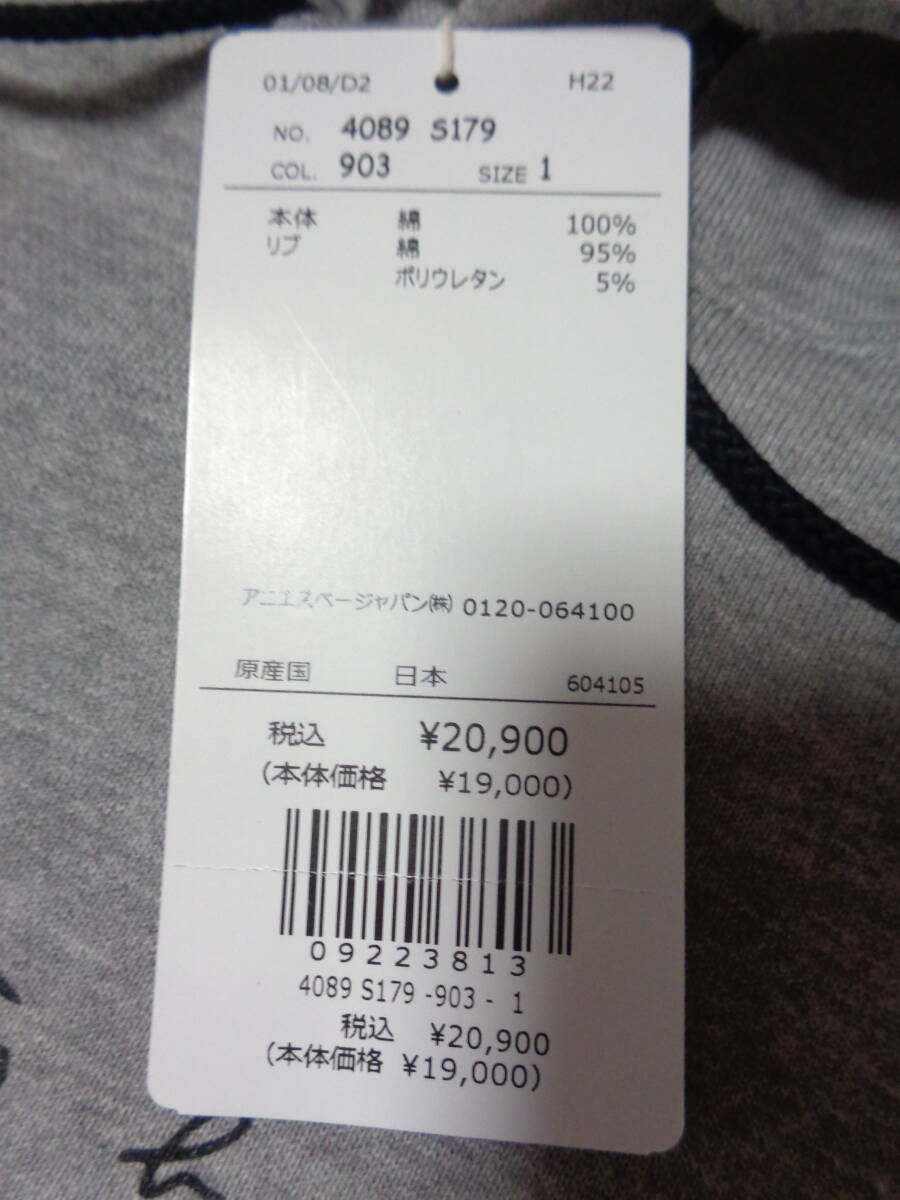 01/08/D2 H22
NO. 4089 S179
COL. 903 SIZE 1
本体 綿 100%
リブ 綿 95%
ポリウレタン 5%
アニエスベージャパン㈱ 0120-064100
原産国 日本 604105
税込 ¥20,900
(本体価格 ¥19,000)
09223813
4089 S179 -903 - 1
税込 ¥20,900
(本体価格 ¥19,000)